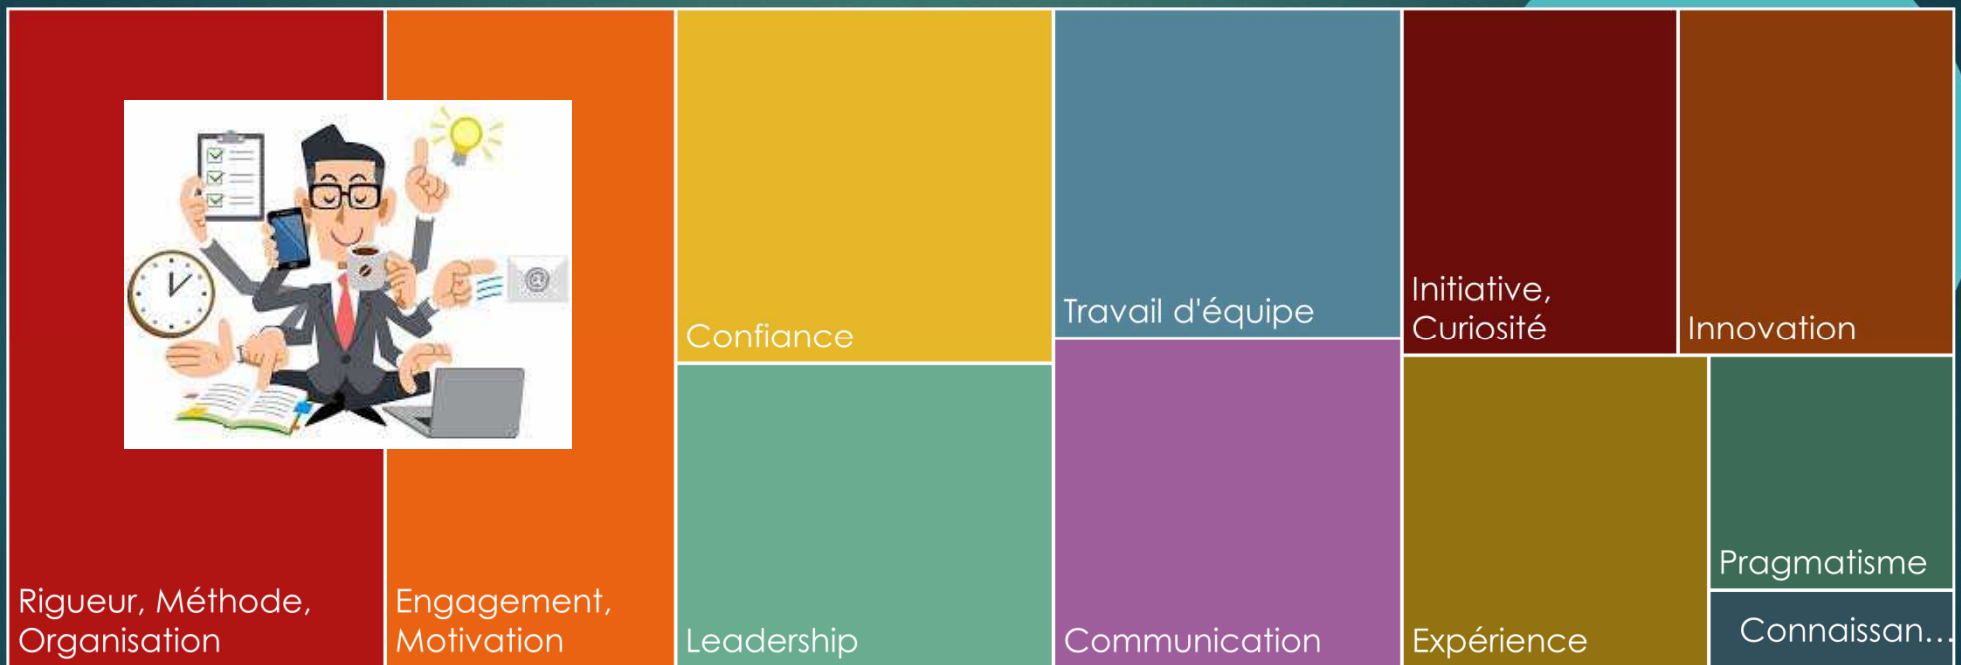 Rigueur, Méthode,
Organisation
Engagement,
Motivation
Confiance
Leadership
Travail d'équipe
Communication
Initiative,
Curiosité
Innovation
Expérience
Pragmatisme
Connaissan...
@